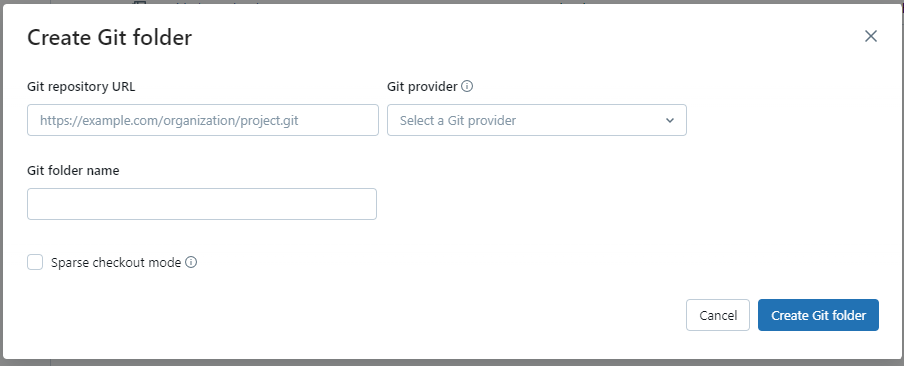 Create Git folder
Git repository URL
Git provider
https://example.com/organization/project.git
Select a Git provider
Git folder name
Sparse checkout mode
Cancel
Create Git folder